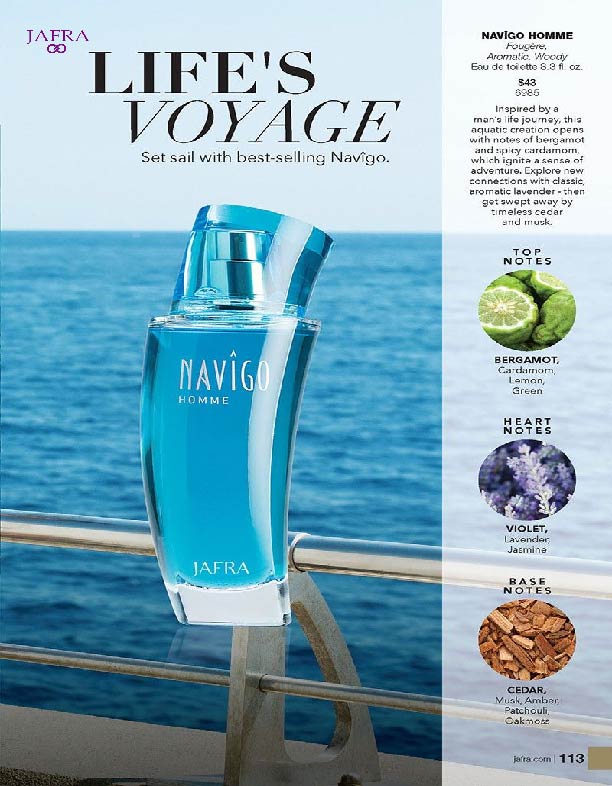 JAFRA
LIFE'S
VOYAGE
Set sail with best-selling Navîgo.
NAVÎGO
HOMME
JAFRA
NAVÎGO HOMME
Fougère,
Aromatic, Woody
Eau de toilette 3.3 fl. oz.
$43
6985
Inspired by a
man's life journey, this
aquatic creation opens
with notes of bergamot
and spicy cardamom,
which ignite a sense of
adventure. Explore new
connections with classic,
aromatic lavender - then
get swept away by
timeless cedar
and musk.
TOP
NOTES
BERGAMOT,
Cardamom,
Lemon,
Green
HEART
NOTES
VIOLET,
Lavender,
Jasmine
BASE
NOTES
CEDAR,
Musk, Amber,
Patchouli,
Oakmoss
jafra.com | 113